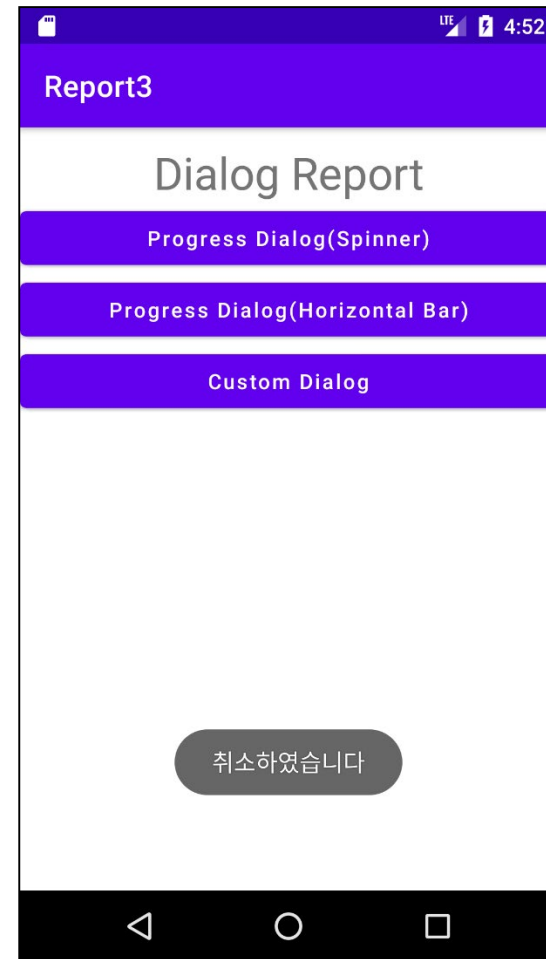 LTE 4:52
Report3
Dialog Report
Progress Dialog(Spinner)
Progress Dialog(Horizontal Bar)
Custom Dialog
취소하였습니다